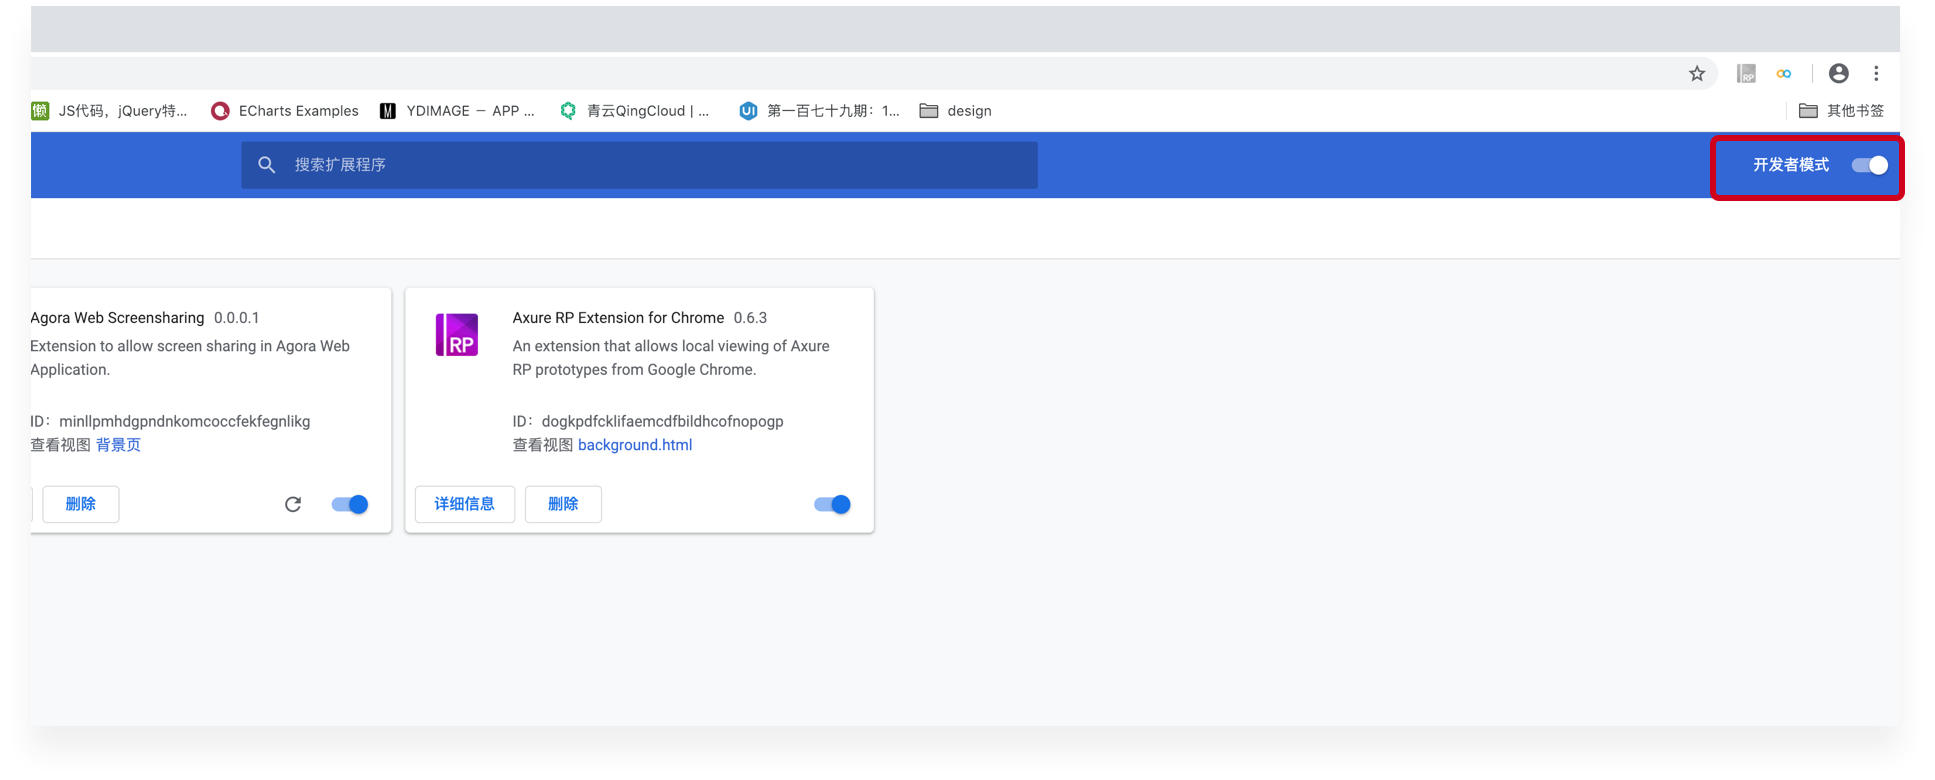 RP
懒 JS代码，jQuery特... ECharts Examples M YDIMAGE － APP ... 青云QingCloud | ... UI 第一百七十九期：1... design 其他书签
搜索扩展程序 开发者模式
Agora Web Screensharing 0.0.0.1
Extension to allow screen sharing in Agora Web
Application.
ID： minllpmhdgpndnkomcoccfekfegnlikg
查看视图 背景页
删除
RP
Axure RP Extension for Chrome 0.6.3
An extension that allows local viewing of Axure
RP prototypes from Google Chrome.
ID： dogkpdfcklifaemcdfbildhcofnopogp
查看视图 background.html
详细信息 删除